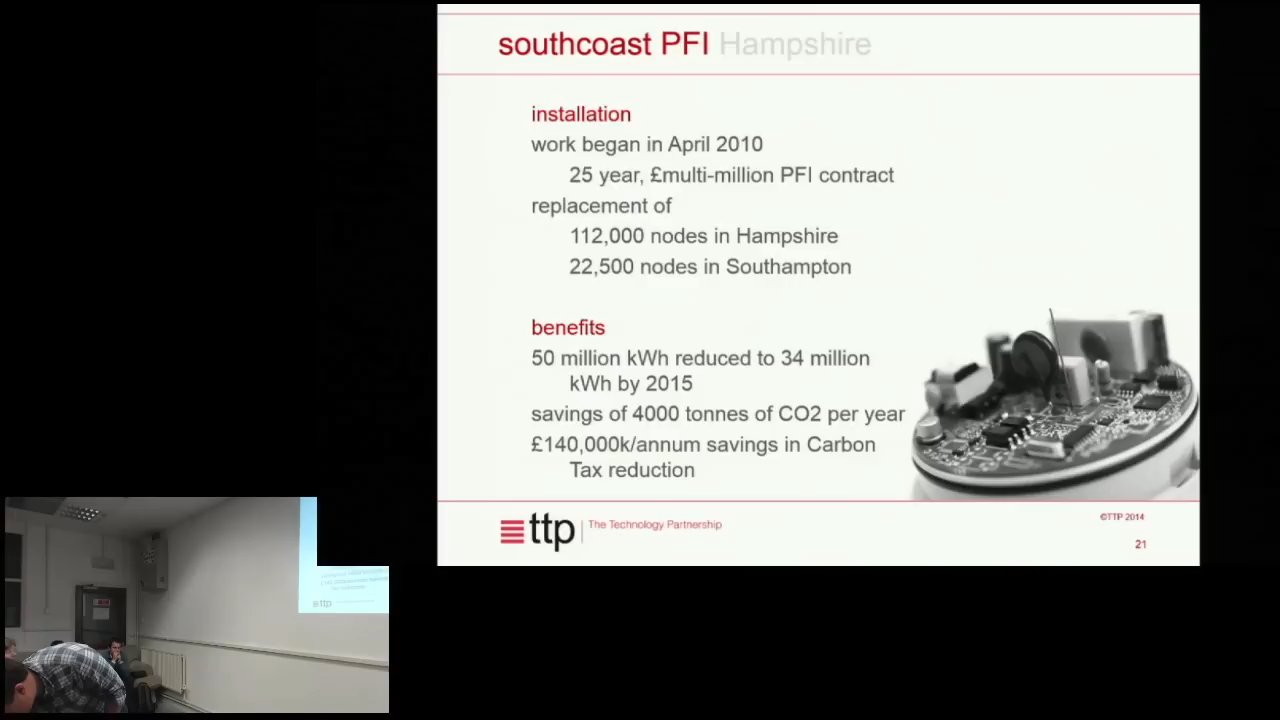 southcoast PFI Hampshire
installation
work began in April 2010
25 year, £multi-million PFI contract
replacement of
112,000 nodes in Hampshire
22,500 nodes in Southampton
benefits
50 million kWh reduced to 34 million
kWh by 2015
savings of 4000 tonnes of CO2 per year
£140,000k/annum savings in Carbon
Tax reduction
ttp The Technology Partnership
©TTP 2014
21
ttp